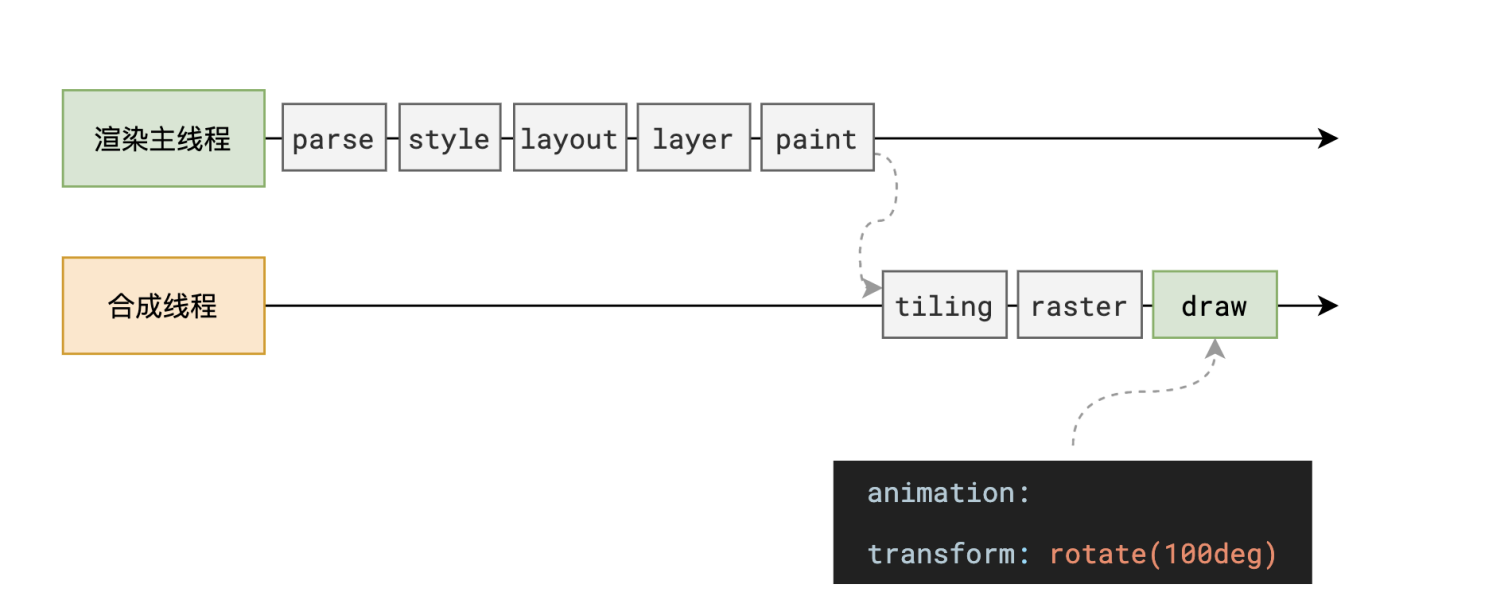 渲染主线程
parse
style
layout
layer
paint
合成线程
tiling
raster
draw
animation:
transform: rotate(100deg)